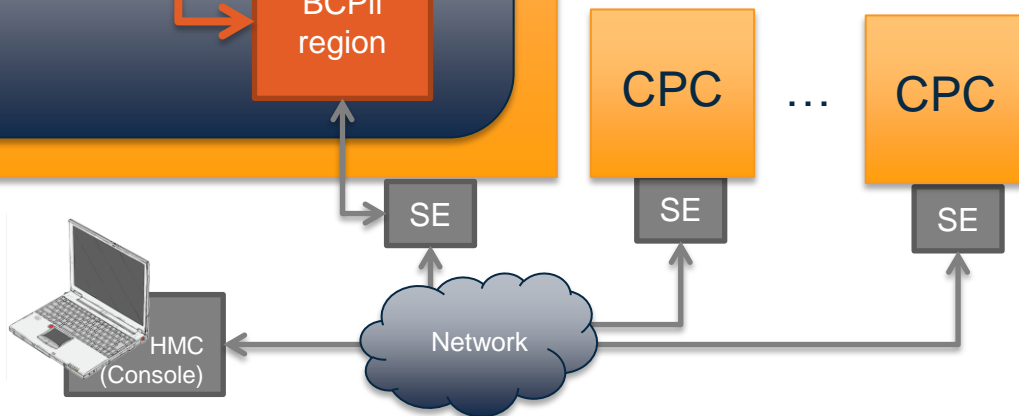 BCPii
region
CPC
...
CPC
SE
SE
SE
Network
HMC
(Console)